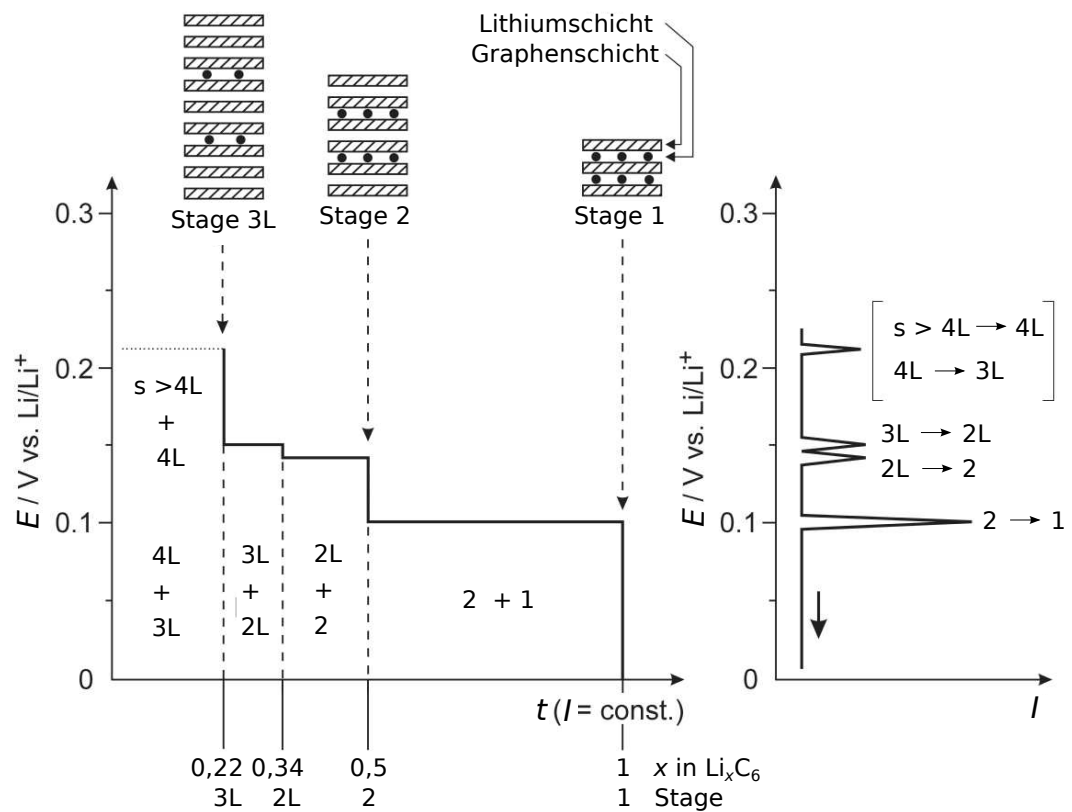 Lithiumschicht
Graphenschicht
Stage 3L
Stage 2
Stage 1
E / V vs. Li/Li⁺
0.3
0.2
0.1
0
s >4L
+
4L
4L
+
3L
3L
+
2L
2L
+
2
2 + 1
t (I = const.)
0,22 0,34 0,5 1 x in LiₓC₆
3L 2L 2 1 Stage
E / V vs. Li/Li⁺
0.3
0.2
0.1
0
s > 4L → 4L
4L → 3L
3L → 2L
2L → 2
2 → 1
I